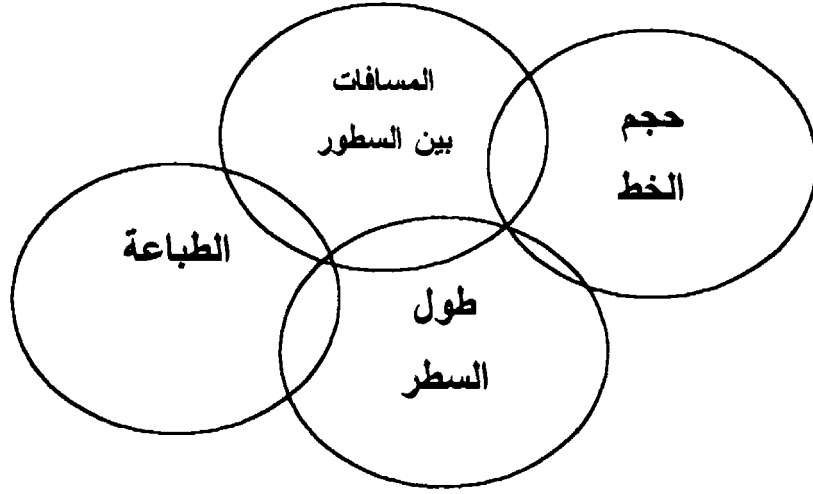 المسافات
بين السطور
حجم
الخط
الطباعة
طول
السطر